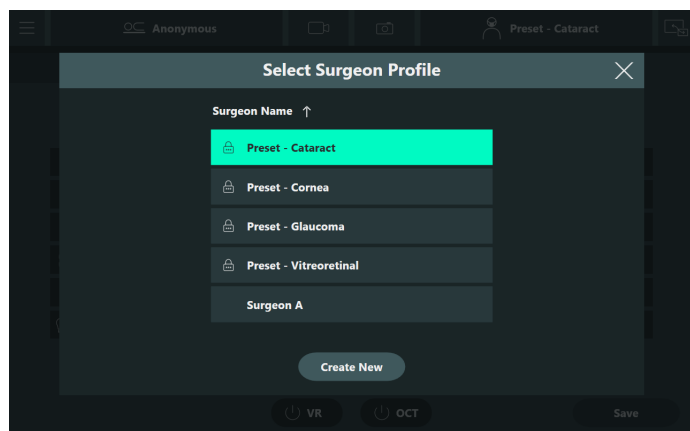 Anonymous
Preset - Cataract
Select Surgeon Profile
Surgeon Name ↑
Preset - Cataract
Preset - Cornea
Preset - Glaucoma
Preset - Vitreoretinal
Surgeon A
Create New
VR
OCT
Save